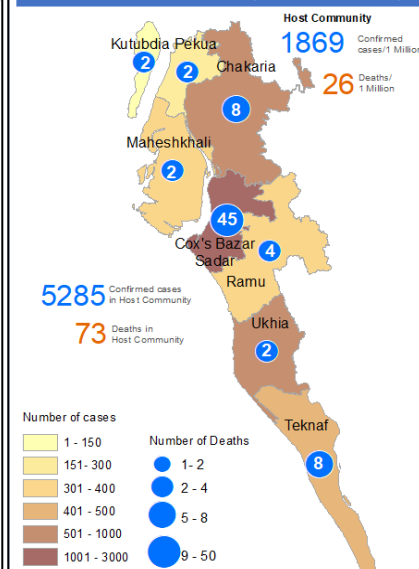 Host Community
1869 Confirmed cases/1 Million
26 Deaths/ 1 Million
Kutubdia Pekua
2
2
Chakaria
8
Maheshkhali
2
45
Cox's Bazar
Sadar
4
Ramu
5285 Confirmed cases in Host Community
73 Deaths in Host Community
Ukhia
2
Teknaf
8
Number of cases
1 - 150
151- 300
301 - 400
401 - 500
501 - 1000
1001 - 3000
Number of Deaths
1- 2
2 - 4
5 - 8
9 - 50